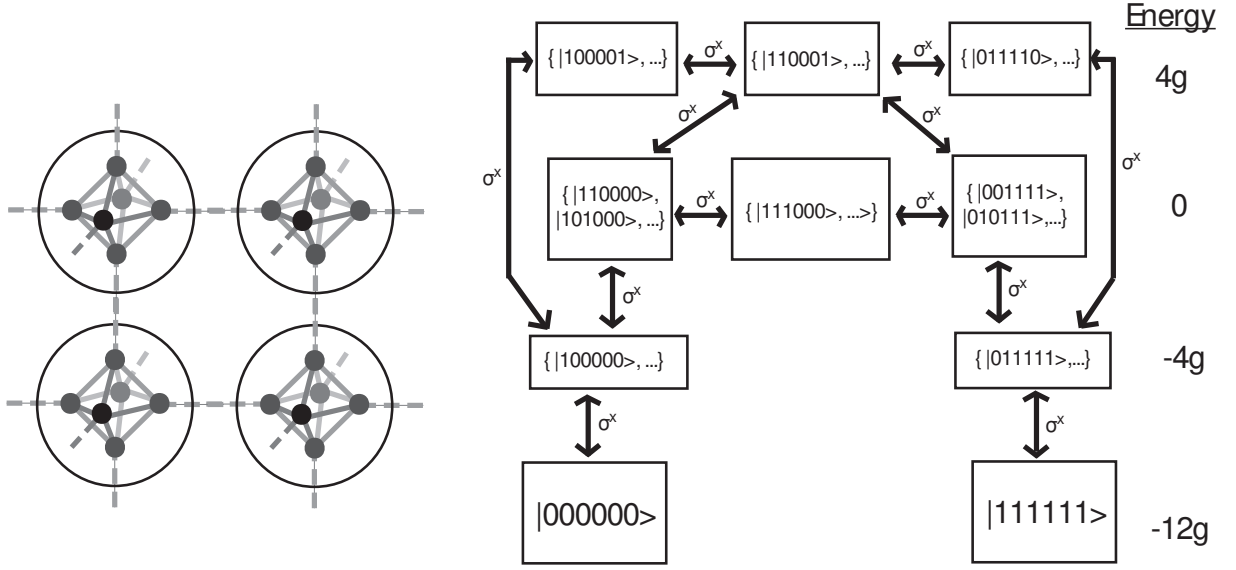 Energy
{ |100001>, ...}
σx
{ |110001>, ...}
σx
{ |011110>, ...}
4g
σx
σx
σx
σx
{ |110000>,
|101000>, ...}
σx
{ |111000>, ...>}
σx
{ |001111>,
|010111>,...}
0
σx
σx
{ |100000>, ...}
{ |011111>,...}
-4g
σx
σx
|000000>
|111111>
-12g